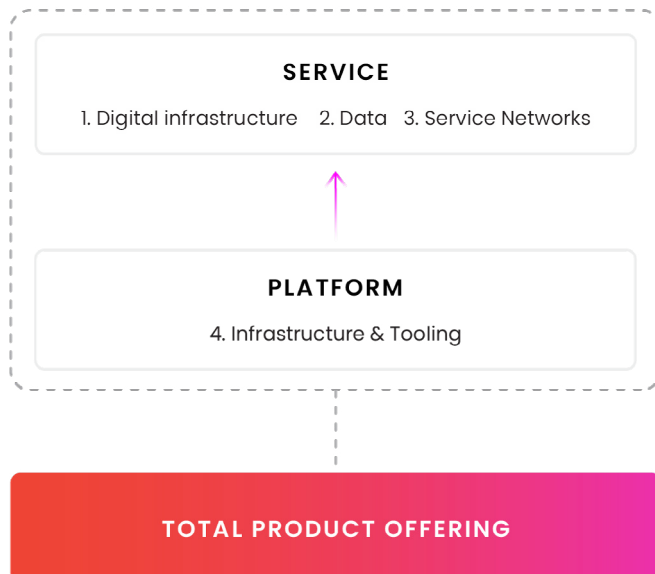 SERVICE
1. Digital infrastructure 2. Data 3. Service Networks
PLATFORM
4. Infrastructure & Tooling
TOTAL PRODUCT OFFERING